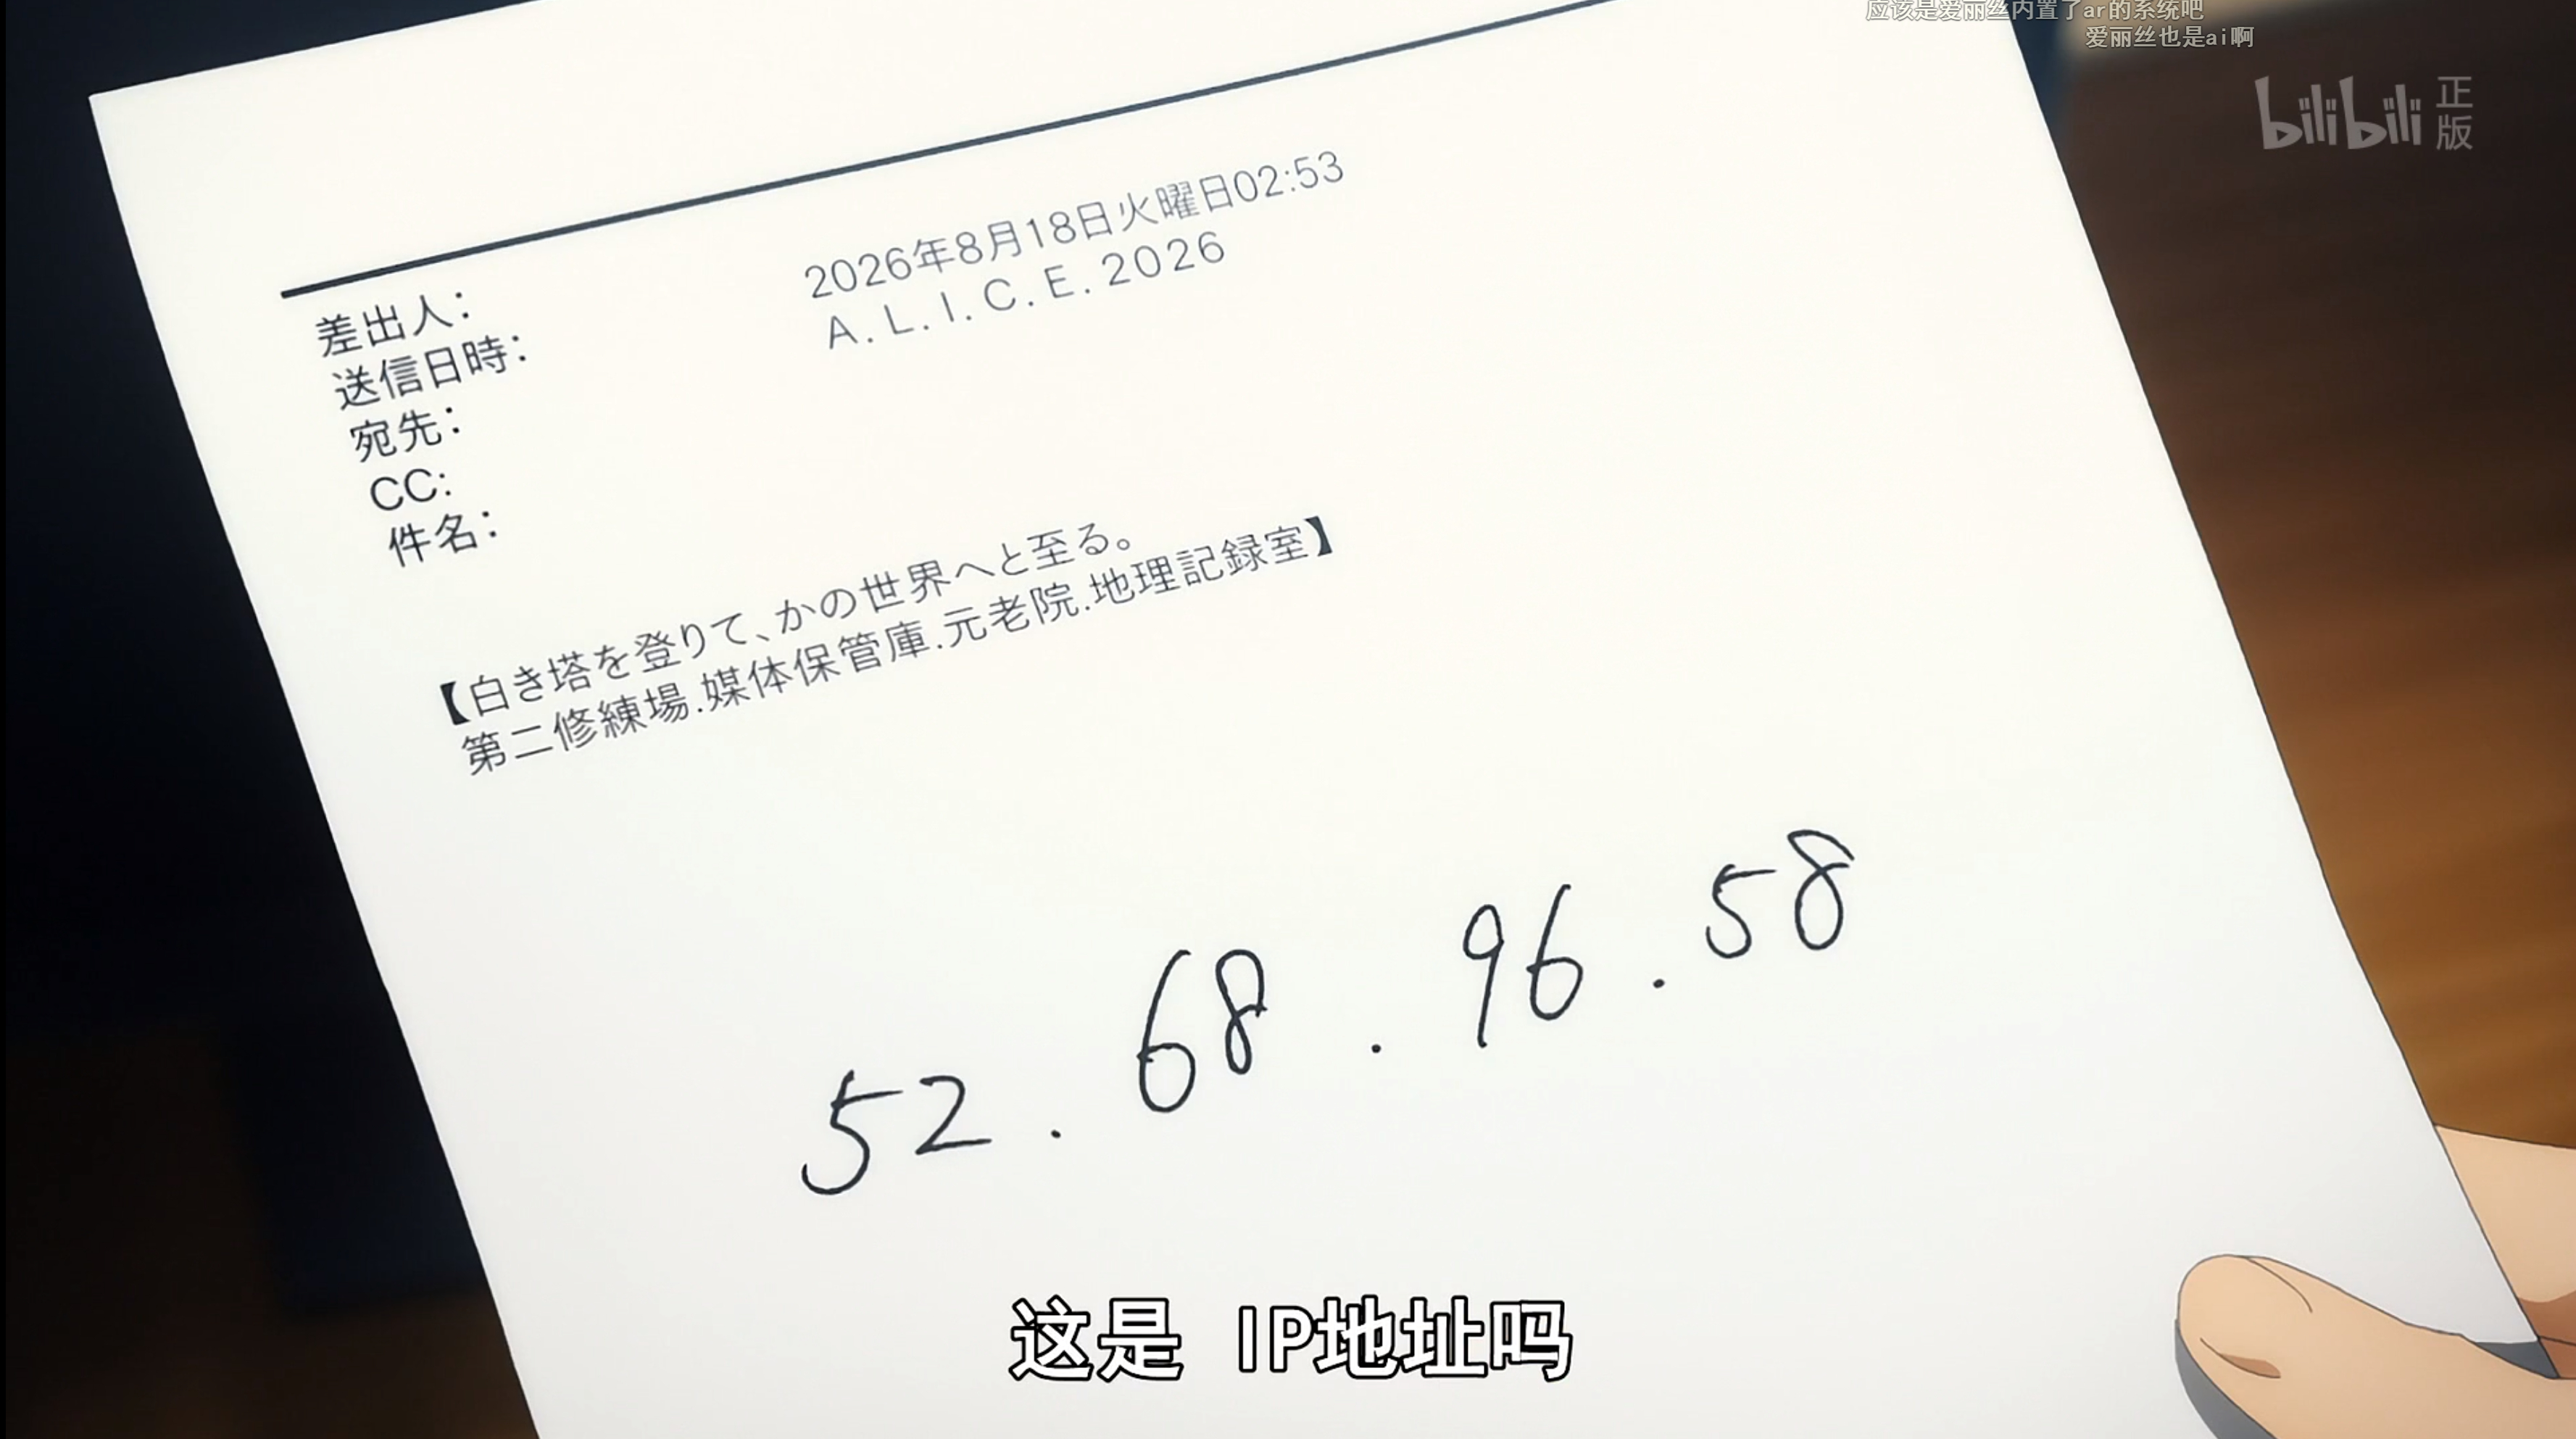 应该是爱丽丝内置了ar的系统吧
爱丽丝也是ai啊
bilibili 正版
2026年8月18日火曜日02:53
A.L.I.C.E.2026
差出人:
送信日時:
宛先:
CC:
件名:
【白き塔を登りて、かの世界へと至る。
第二修練場.媒体保管庫.元老院.地理記録室】
52.68.96.58
这是 IP地址吗